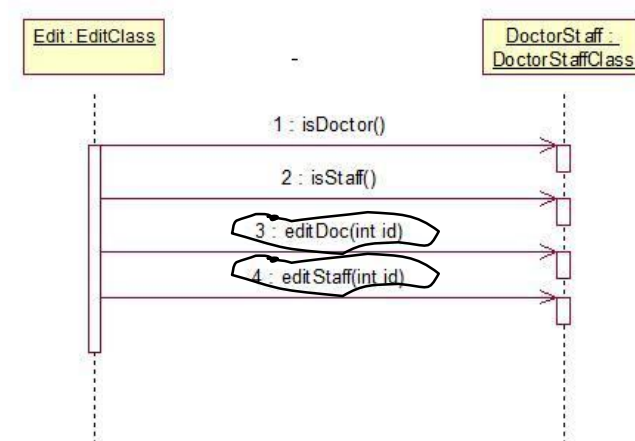 Edit : EditClass
DoctorStaff :
DoctorStaffClass
-
1 : isDoctor()
2 : isStaff()
3 : editDoc(int id)
4 : editStaff(int id)